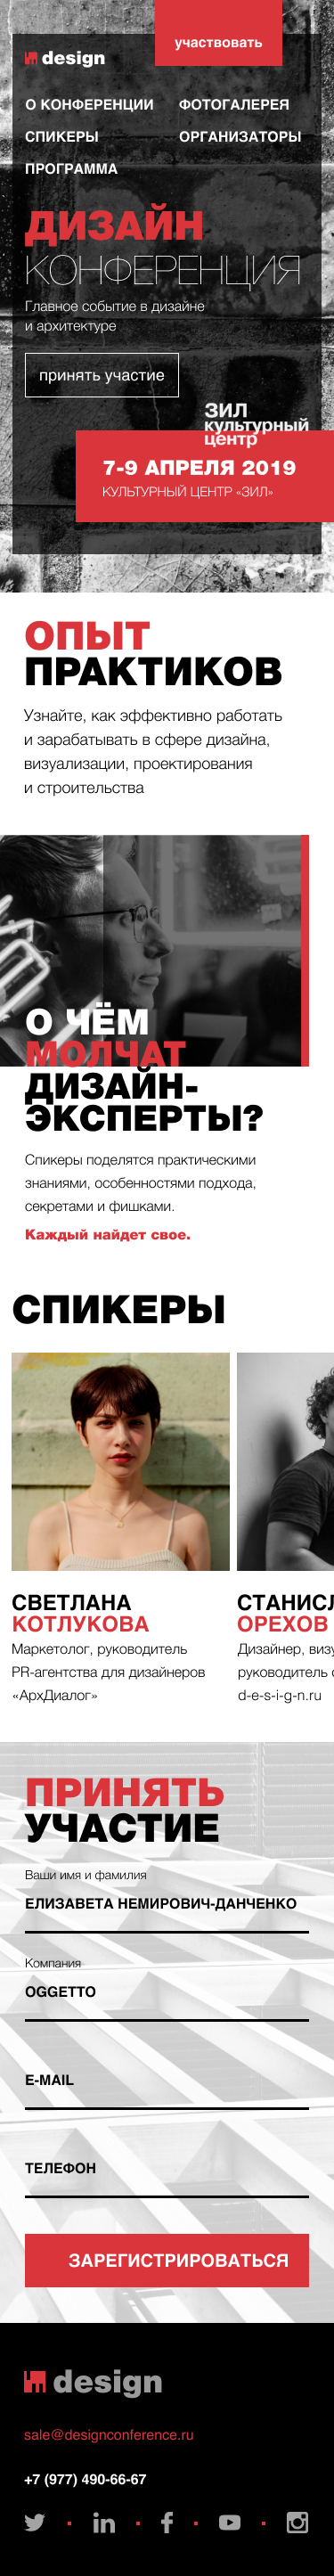 участвовать
design
О КОНФЕРЕНЦИИ ФОТОГАЛЕРЕЯ
СПИКЕРЫ ОРГАНИЗАТОРЫ
ПРОГРАММА
ДИЗАЙН
КОНФЕРЕНЦИЯ
Главное событие в дизайне
и архитектуре
принять участие
ЗИЛ
культурный
центр
7-9 АПРЕЛЯ 2019
КУЛЬТУРНЫЙ ЦЕНТР «ЗИЛ»
ОПЫТ
ПРАКТИКОВ
Узнайте, как эффективно работать
и зарабатывать в сфере дизайна,
визуализации, проектирования
и строительства
О ЧЁМ
МОЛЧАТ
ДИЗАЙН-
ЭКСПЕРТЫ?
Спикеры поделятся практическими
знаниями, особенностями подхода,
секретами и фишками.
Каждый найдет свое.
СПИКЕРЫ
СВЕТЛАНА
КОТЛУКОВА
Маркетолог, руководитель
PR-агентства для дизайнеров
«АрхДиалог»
СТАНИСЛ
ОРЕХОВ
Дизайнер, визу
руководитель
d-e-s-i-g-n.ru
ПРИНЯТЬ
УЧАСТИЕ
Ваши имя и фамилия
ЕЛИЗАВЕТА НЕМИРОВИЧ-ДАНЧЕНКО
Компания
OGGETTO
E-MAIL
ТЕЛЕФОН
ЗАРЕГИСТРИРОВАТЬСЯ
design
sale@designconference.ru
+7 (977) 490-66-67